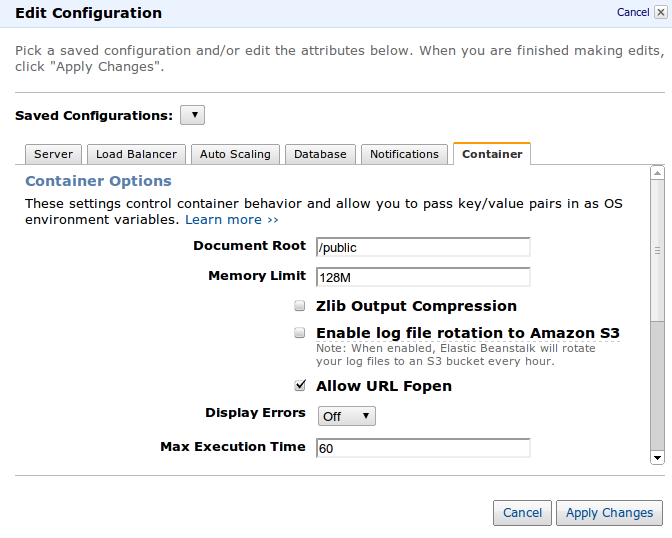 Edit Configuration
Cancel
Pick a saved configuration and/or edit the attributes below. When you are finished making edits,
click "Apply Changes".
Saved Configurations:
Server
Load Balancer
Auto Scaling
Database
Notifications
Container
Container Options
These settings control container behavior and allow you to pass key/value pairs in as OS
environment variables. Learn more ››
Document Root /public
Memory Limit 128M
Zlib Output Compression
Enable log file rotation to Amazon S3
Note: When enabled, Elastic Beanstalk will rotate
your log files to an S3 bucket every hour.
Allow URL Fopen
Display Errors Off
Max Execution Time 60
Cancel
Apply Changes